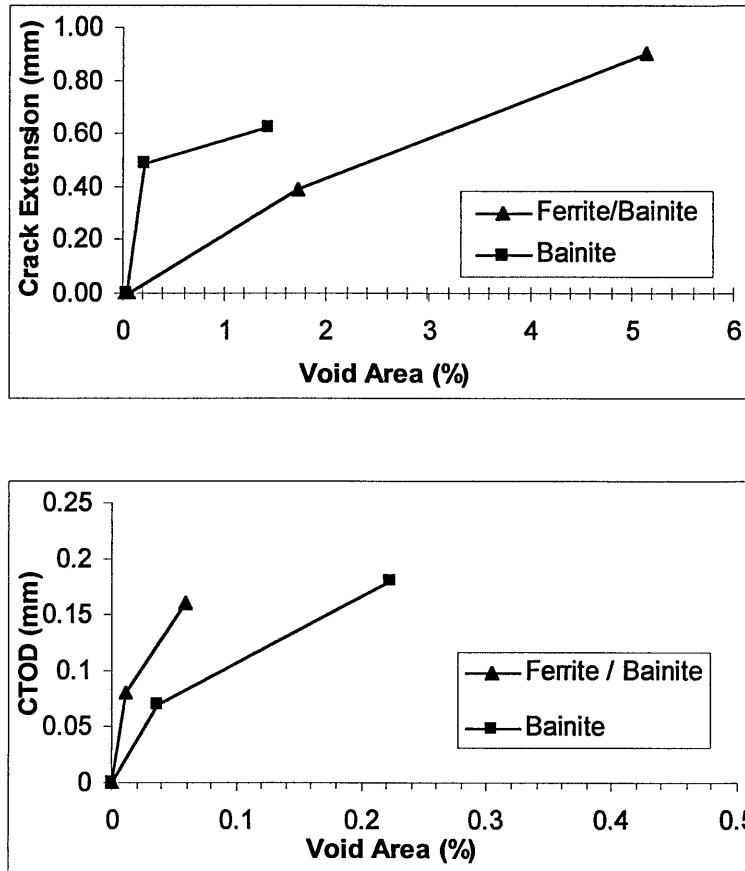 1.00
0.80
0.60
0.40
0.20
0.00
Crack Extension (mm)
Ferrite/Bainite
Bainite
0 1 2 3 4 5 6
Void Area (%)
0.25
0.2
0.15
0.1
0.05
0
CTOD (mm)
Ferrite / Bainite
Bainite
0 0.1 0.2 0.3 0.4 0.5
Void Area (%)